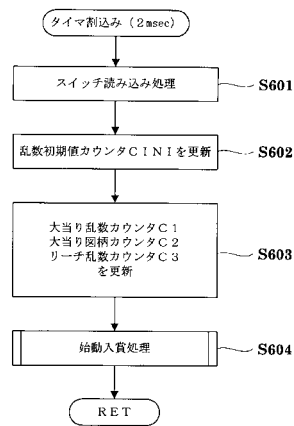 タイマ割込み（2msec）
スイッチ読み込み処理
S601
乱数初期値カウンタＣＩＮＩを更新
S602
大当り乱数カウンタＣ１
大当り図柄カウンタＣ２
リーチ乱数カウンタＣ３
を更新
S603
始動入賞処理
S604
ＲＥＴ